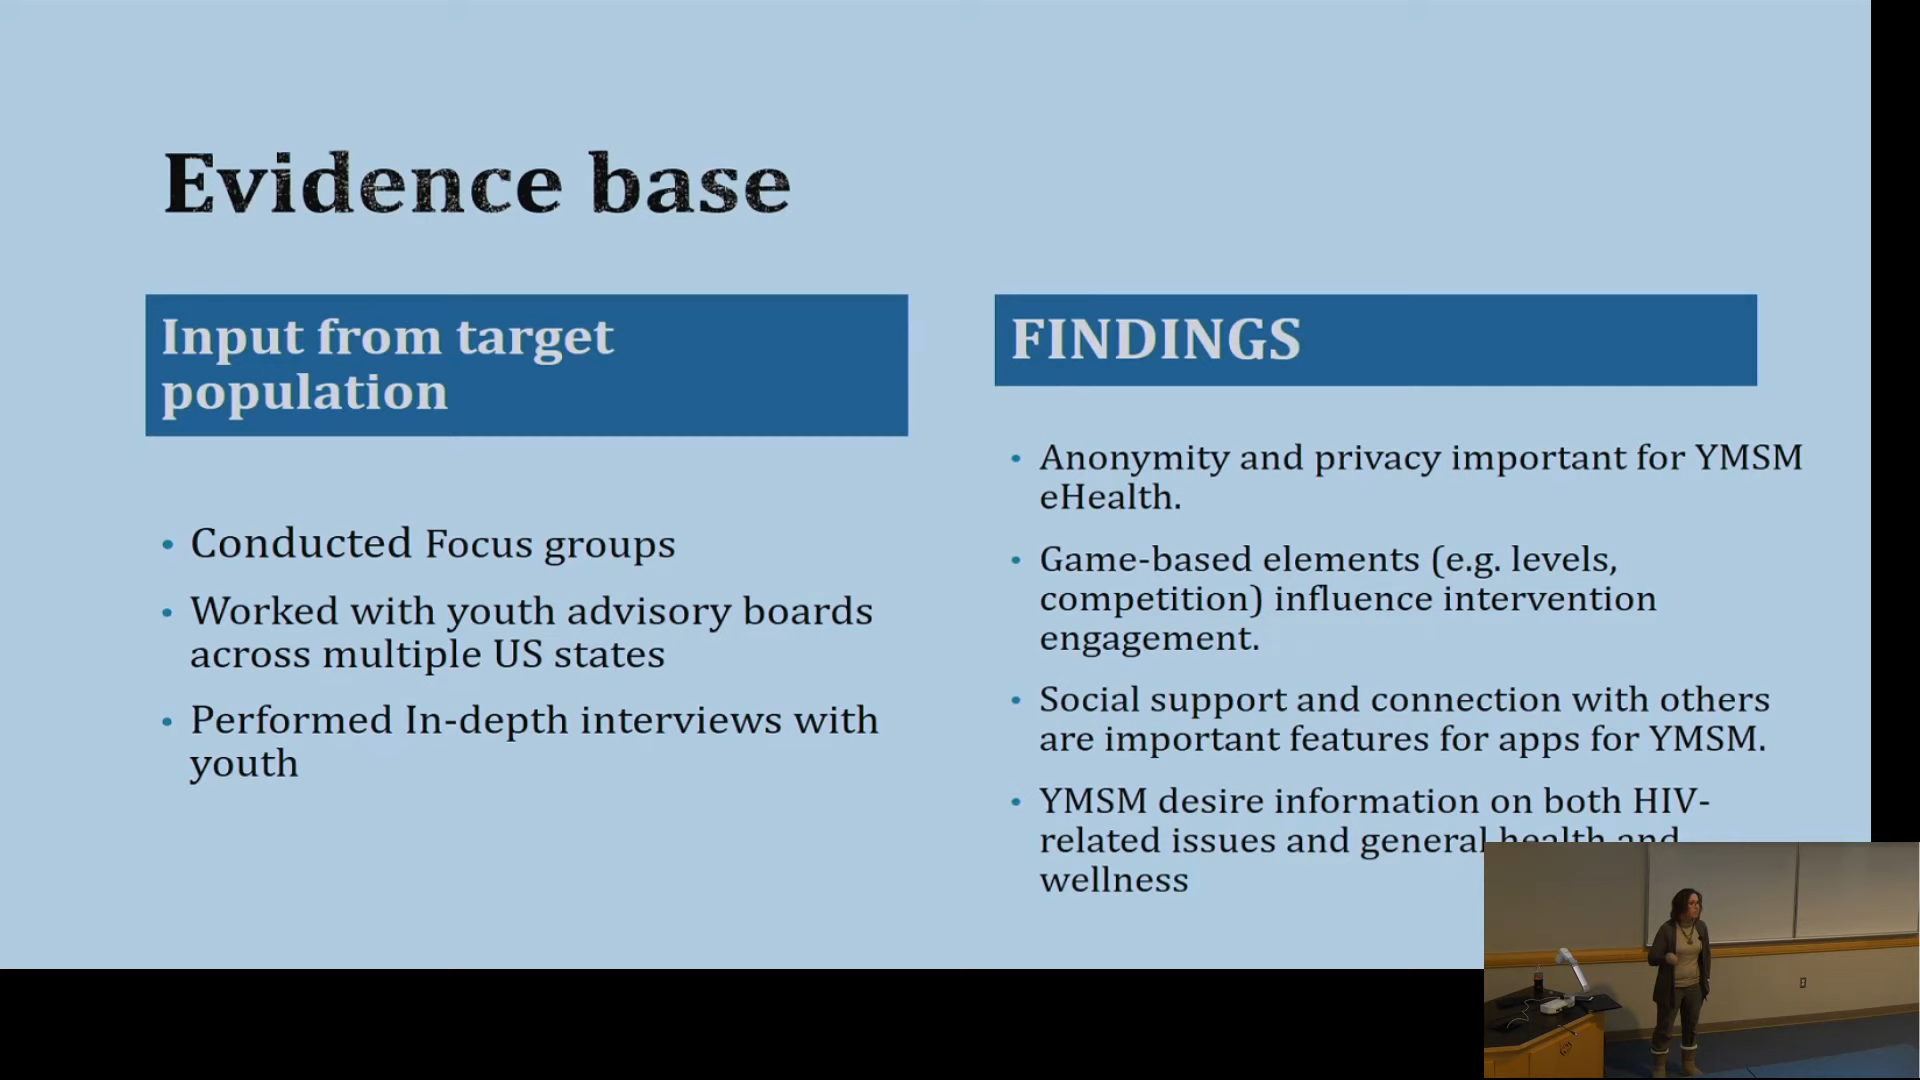 Evidence base
Input from target
population
• Conducted Focus groups
• Worked with youth advisory boards
across multiple US states
• Performed In-depth interviews with
youth
FINDINGS
• Anonymity and privacy important for YMSM
eHealth.
• Game-based elements (e.g. levels,
competition) influence intervention
engagement.
• Social support and connection with others
are important features for apps for YMSM.
• YMSM desire information on both HIV-
related issues and general health and
wellness